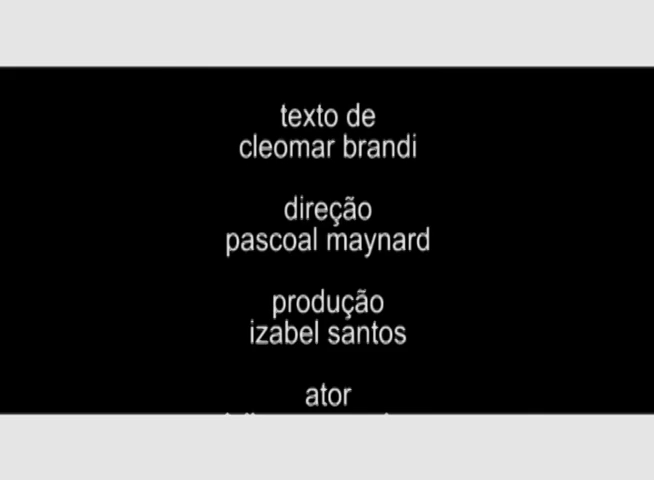 texto de
cleomar brandi
direção
pascoal maynard
produção
izabel santos
ator